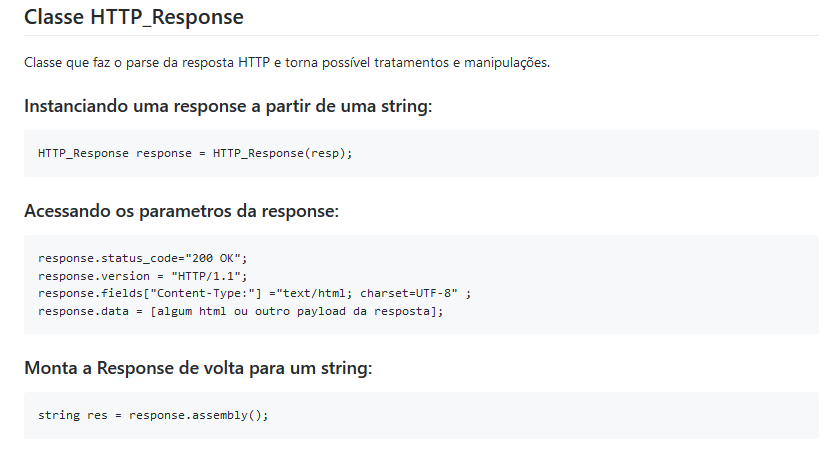 Classe HTTP_Response
Classe que faz o parse da resposta HTTP e torna possível tratamentos e manipulações.
Instanciando uma response a partir de uma string:
HTTP_Response response = HTTP_Response(resp);
Acessando os parametros da response:
response.status_code="200 OK";
response.version = "HTTP/1.1";
response.fields["Content-Type:"] ="text/html; charset=UTF-8" ;
response.data = [algum html ou outro payload da resposta];
Monta a Response de volta para um string:
string res = response.assembly();